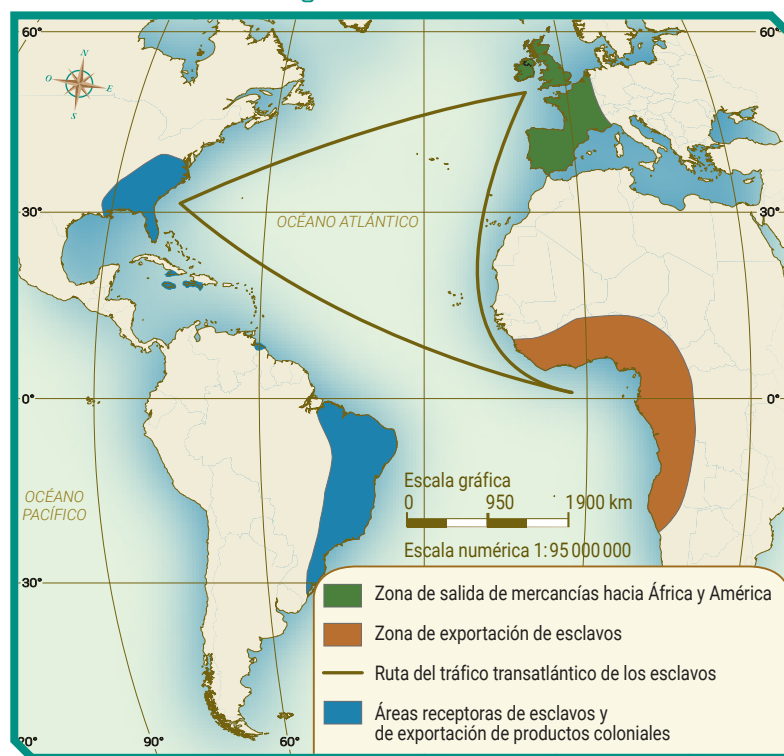 60°
60°
N
O
E
S
30°
30°
OCÉANO ATLÁNTICO
0°
0°
OCÉANO
PACÍFICO
Escala gráfica
0 950 1900 km
Escala numérica 1:95 000 000
30°
Zona de salida de mercancías hacia África y América
Zona de exportación de esclavos
Ruta del tráfico transatlántico de los esclavos
Áreas receptoras de esclavos y
de exportación de productos coloniales
90°
60°